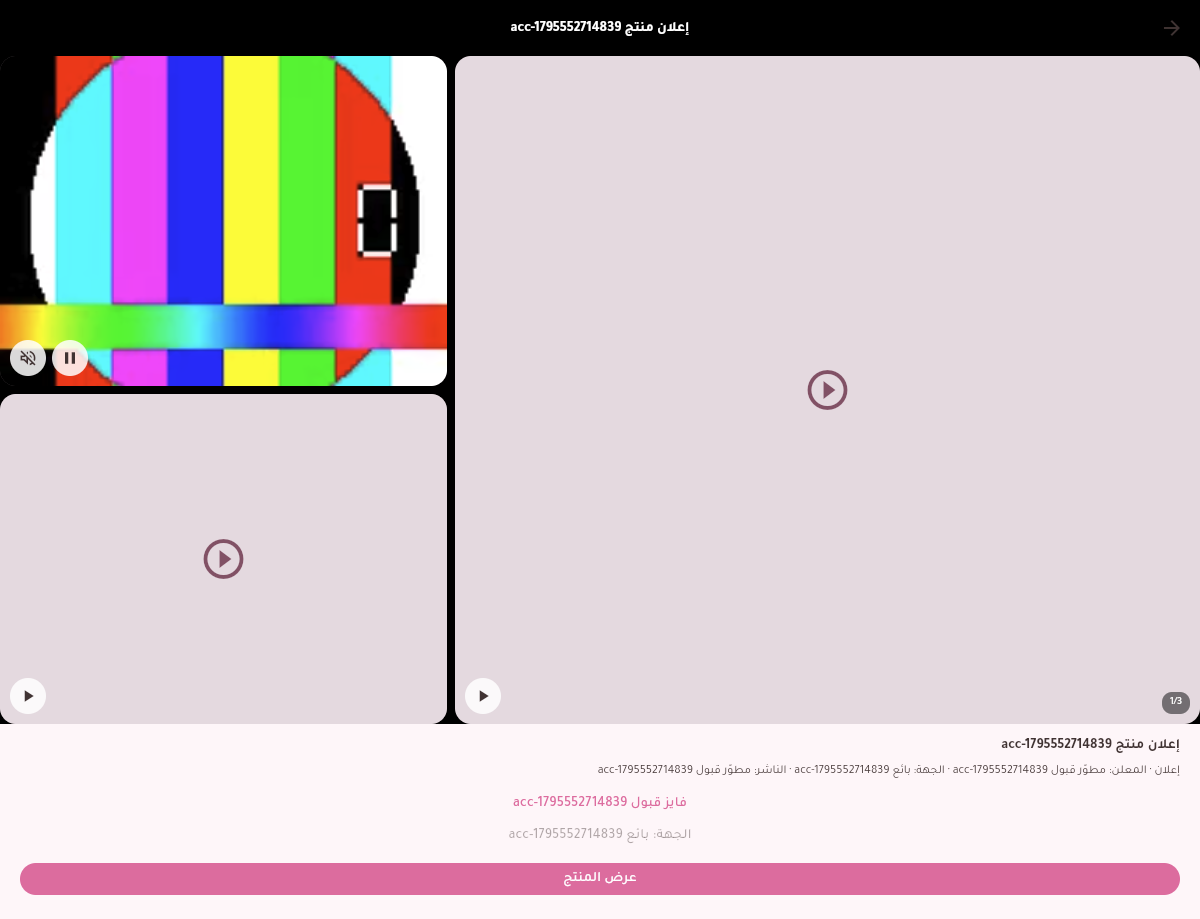 إعلان منتج acc-1795552714839
1/3
إعلان منتج acc-1795552714839
إعلان · المعلن: مطوّر قبول acc-1795552714839 · الجهة: بائع acc-1795552714839 · الناشر: مطوّر قبول acc-1795552714839
فايز قبول acc-1795552714839
الجهة: بائع acc-1795552714839
عرض المنتج